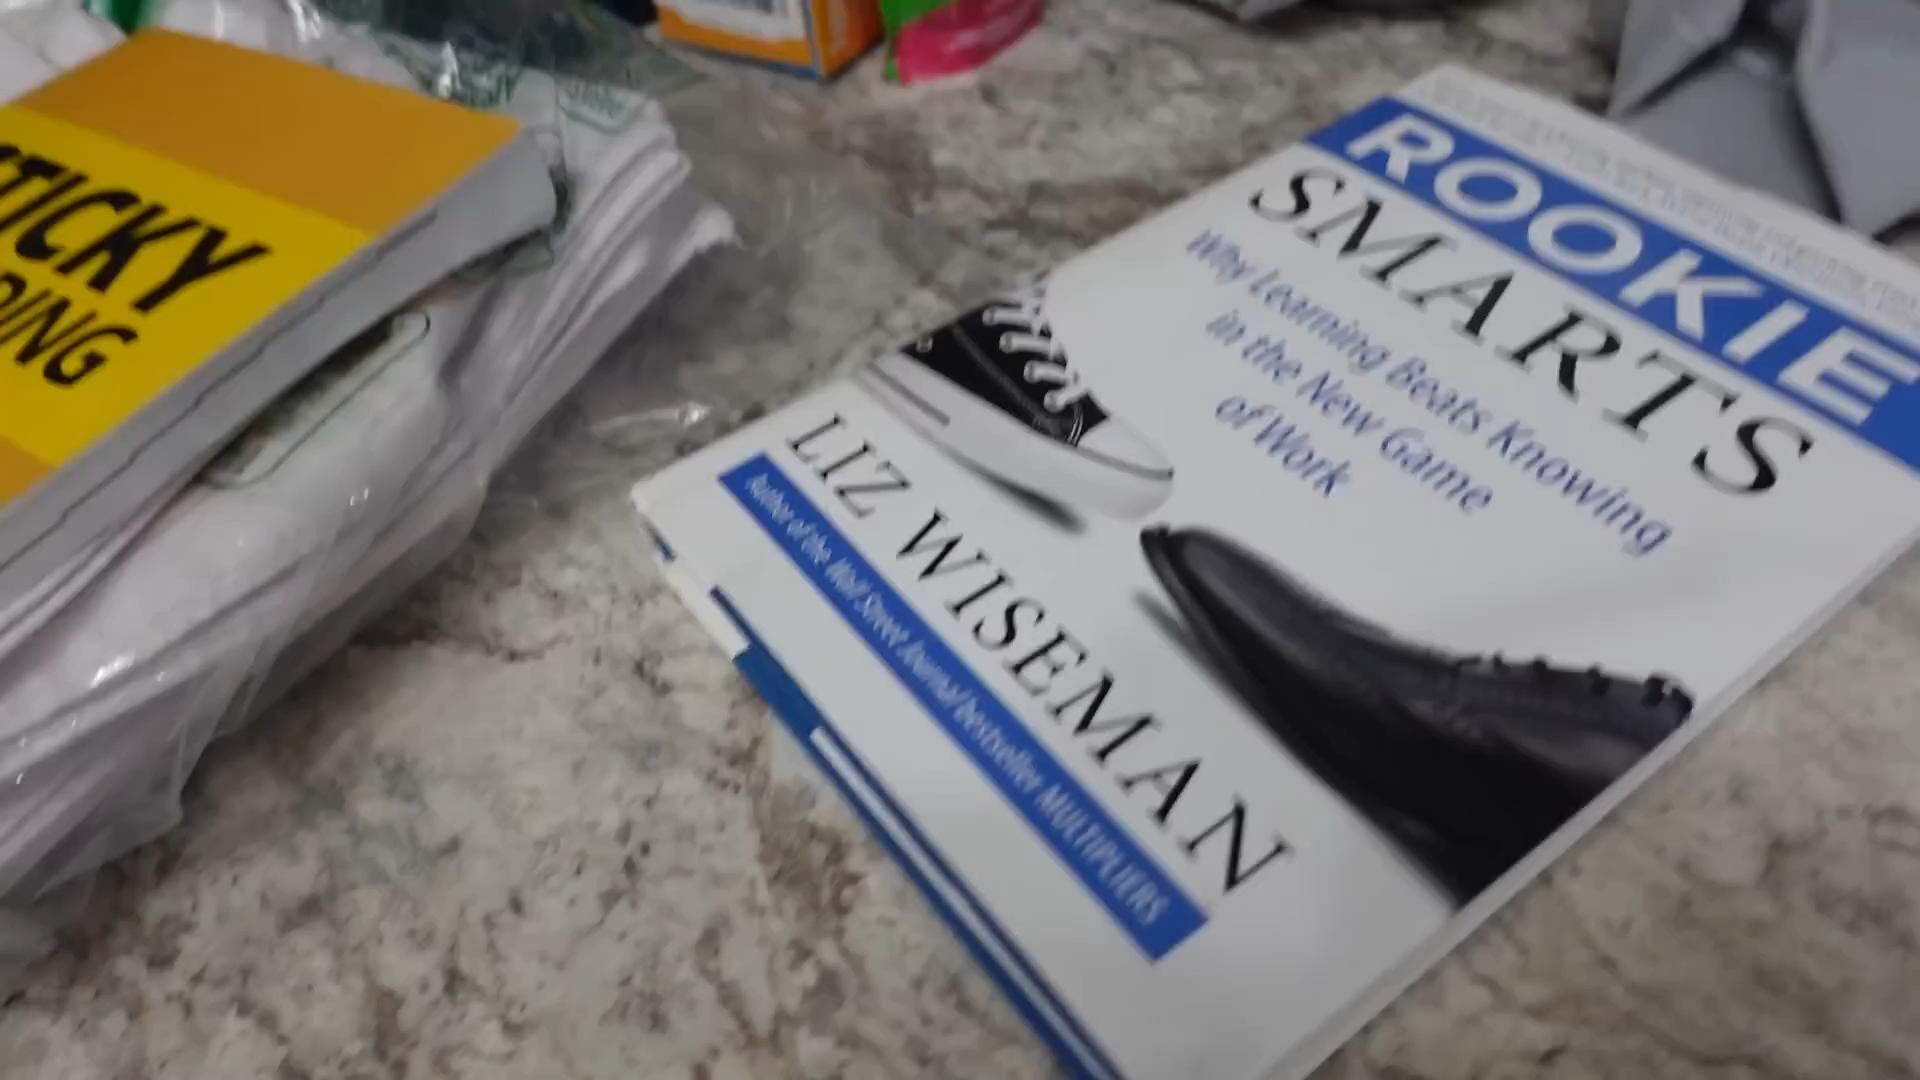 STICKY
DING
ROOKIE
SMARTS
Why Learning Beats Knowing
in the New Game
of Work
LIZ WISEMAN
Author of the Wall Street Journal bestseller MULTIPLIERS